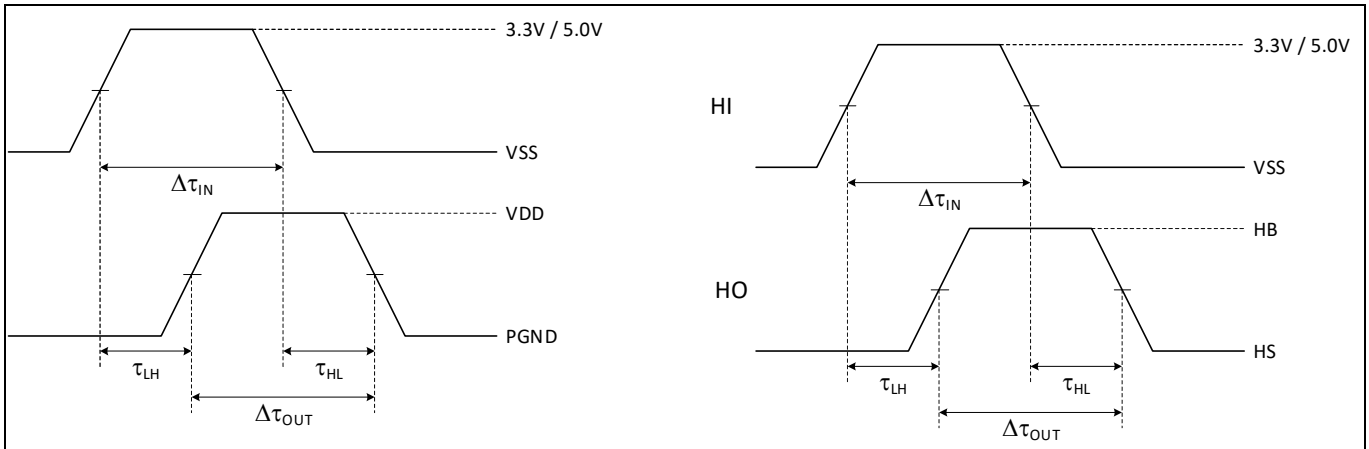 3.3V / 5.0V
VSS
ΔτIN
VDD
PGND
τLH
τHL
ΔτOUT
HI
3.3V / 5.0V
VSS
ΔτIN
HB
HO
HS
τLH
τHL
ΔτOUT